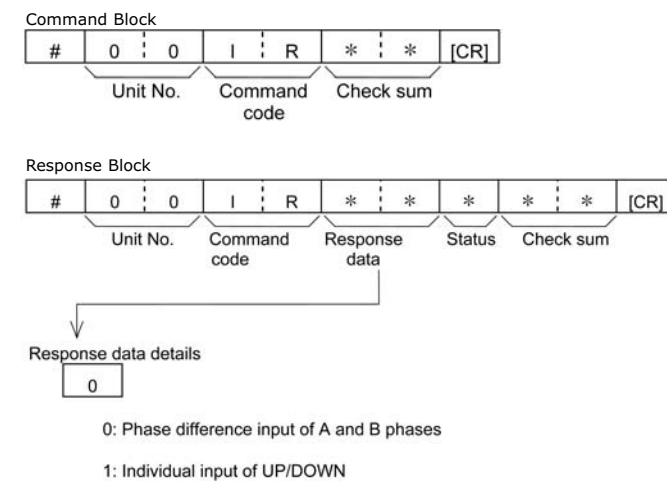 Command Block
# 0 0 I R * * [CR]
Unit No. Command code Check sum
Response Block
# 0 0 I R * * * * * [CR]
Unit No. Command code Response data Status Check sum
Response data details
0
0: Phase difference input of A and B phases
1: Individual input of UP/DOWN